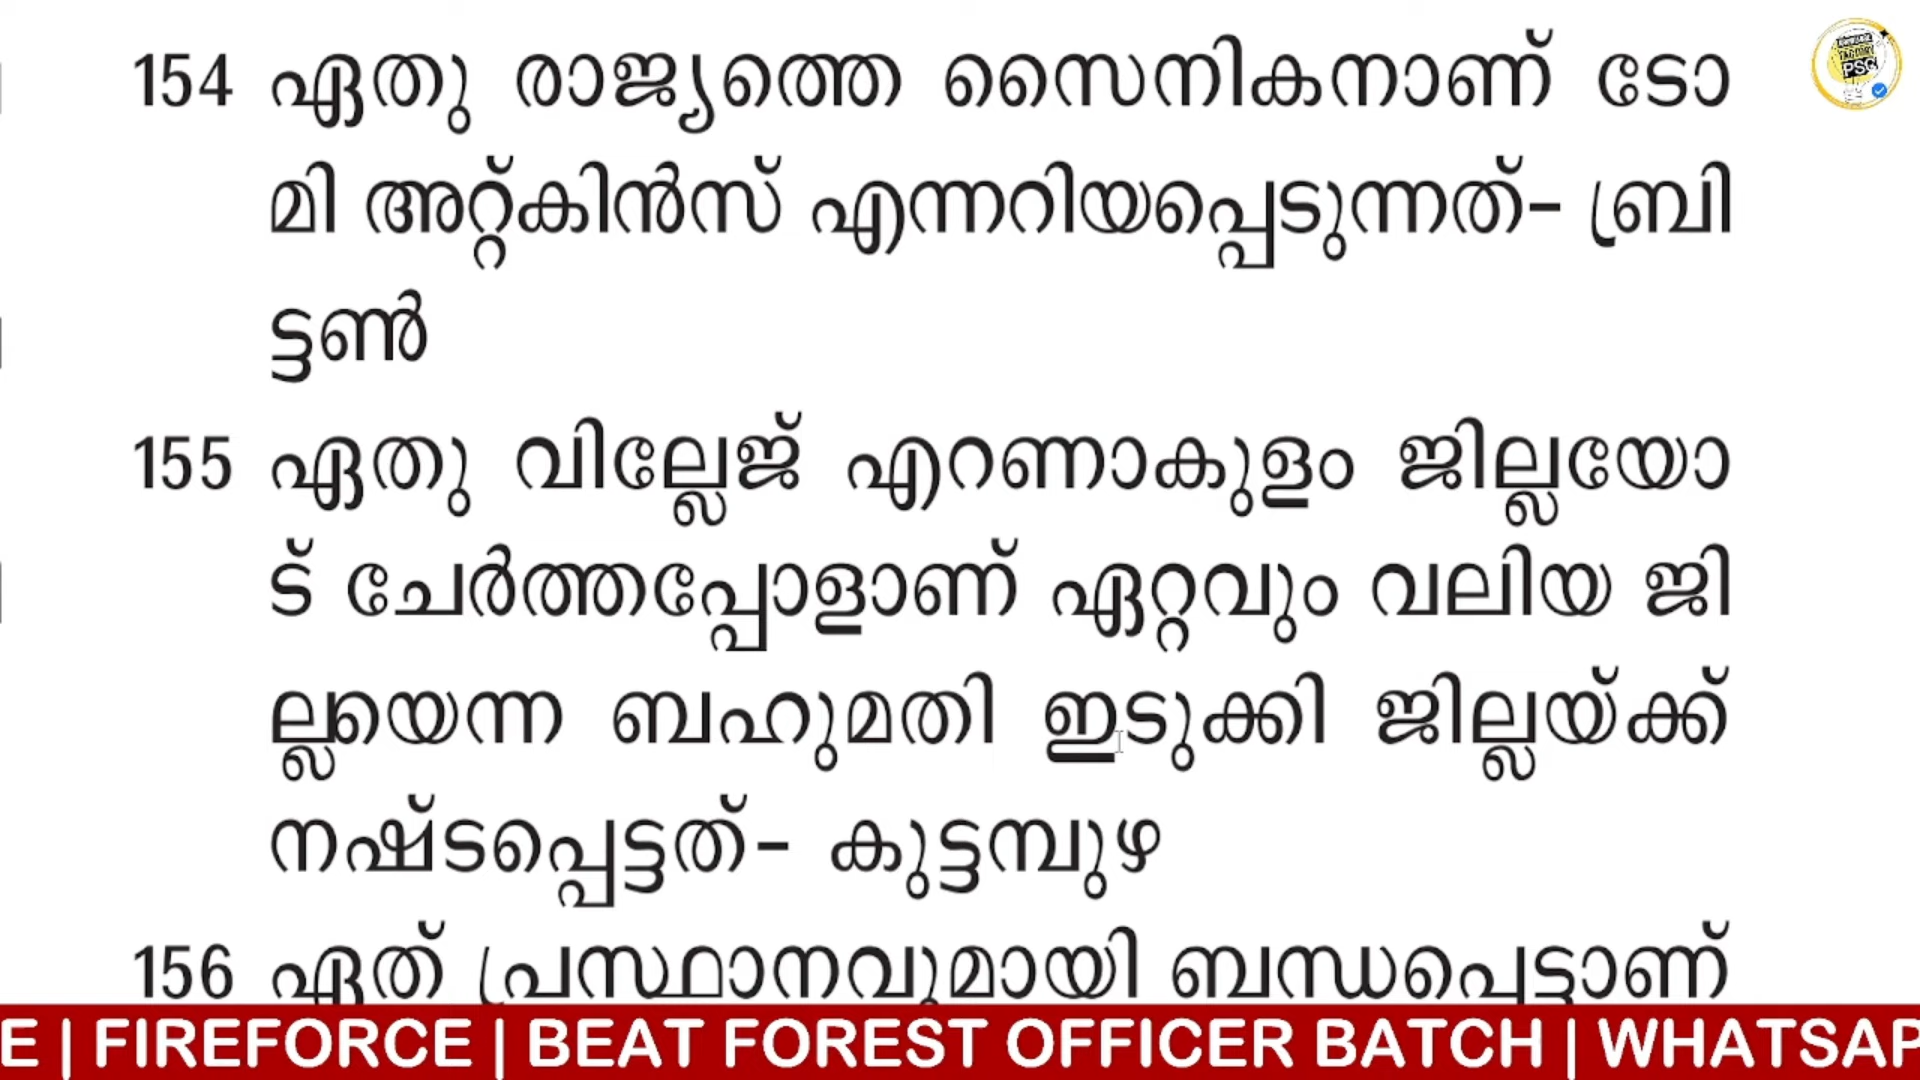 154 ഏതു രാജ്യത്തെ സൈനികനാണ് ടോ
മി അറ്റ്കിൻസ് എന്നറിയപ്പെടുന്നത്- ബ്രി
ട്ടൺ
155 ഏതു വില്ലേജ് എറണാകുളം ജില്ലയോ
ട് ചേർത്തപ്പോളാണ് ഏറ്റവും വലിയ ജി
ല്ലയെന്ന ബഹുമതി ഇടുക്കി ജില്ലയ്ക്ക്
നഷ്ടപ്പെട്ടത്- കുട്ടമ്പുഴ
156 ഏത് പ്രസ്ഥാനവുമായി ബന്ധപ്പെട്ടാണ്
E | FIREFORCE | BEAT FOREST OFFICER BATCH | WHATSAP
PSC